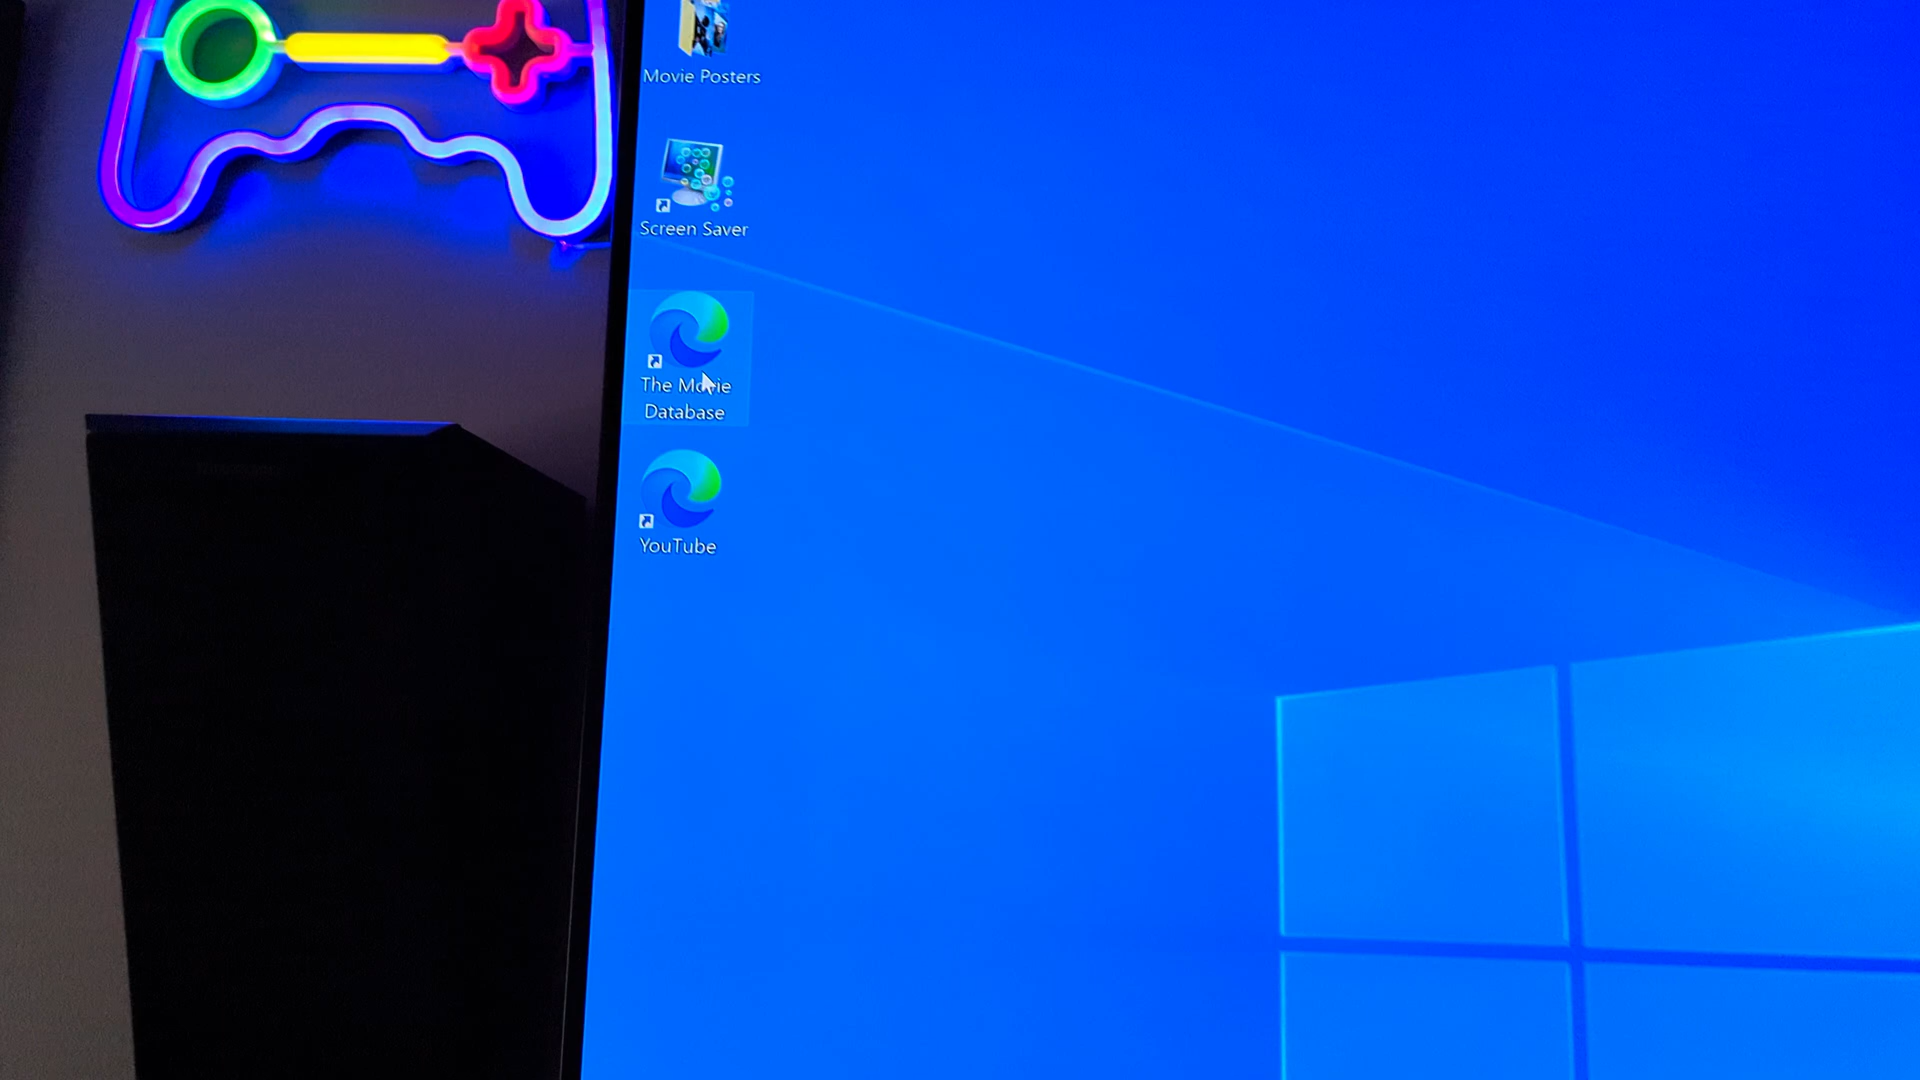 Movie Posters
Screen Saver
The Movie
Database
YouTube